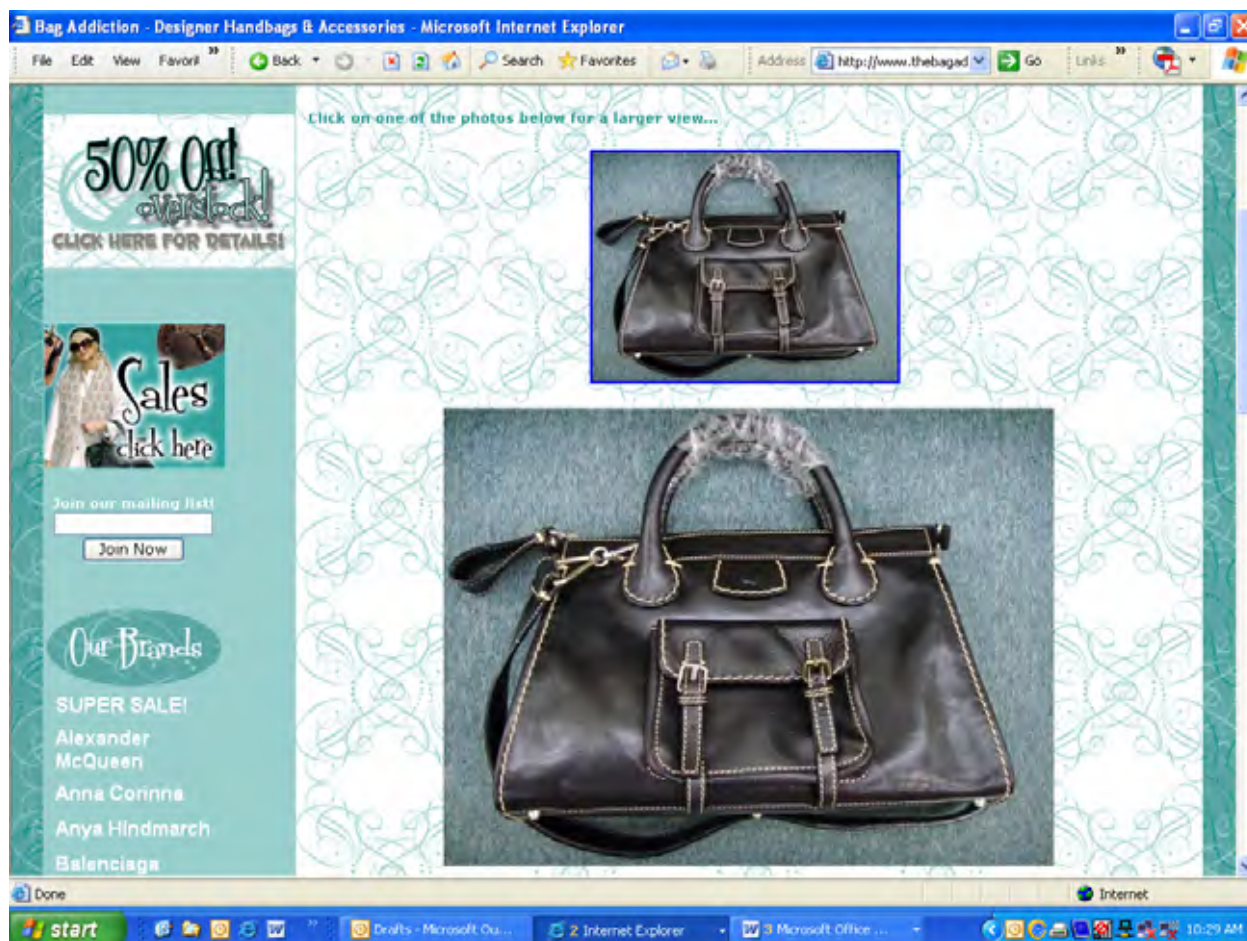 Bag Addiction - Designer Handbags & Accessories - Microsoft Internet Explorer
File Edit View Favorit » Back Search Favorites Address http://www.thebagad Go Links »
Click on one of the photos below for a larger view...
50% Off!
overstock!
CLICK HERE FOR DETAILS!
Sales
click here
Join our mailing list!
Join Now
Our Brands
SUPER SALE!
Alexander
McQueen
Anna Corinna
Anya Hindmarch
Balenciaga
Done Internet
start » Drafts - Microsoft Ou... 2 Internet Explorer 3 Microsoft Office ... 10:29 AM